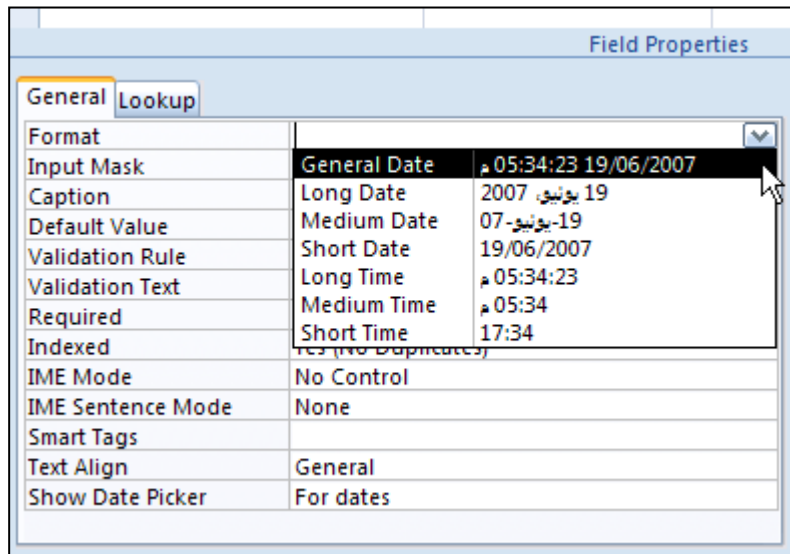 Field Properties
General Lookup
Format
Input Mask General Date م 05:34:23 19/06/2007
Caption Long Date 19 يونيو، 2007
Default Value Medium Date 19-يونيو-07
Validation Rule Short Date 19/06/2007
Validation Text Long Time م 05:34:23
Required Medium Time م 05:34
Short Time 17:34
Indexed Yes (No Duplicates)
IME Mode No Control
IME Sentence Mode None
Smart Tags
Text Align General
Show Date Picker For dates